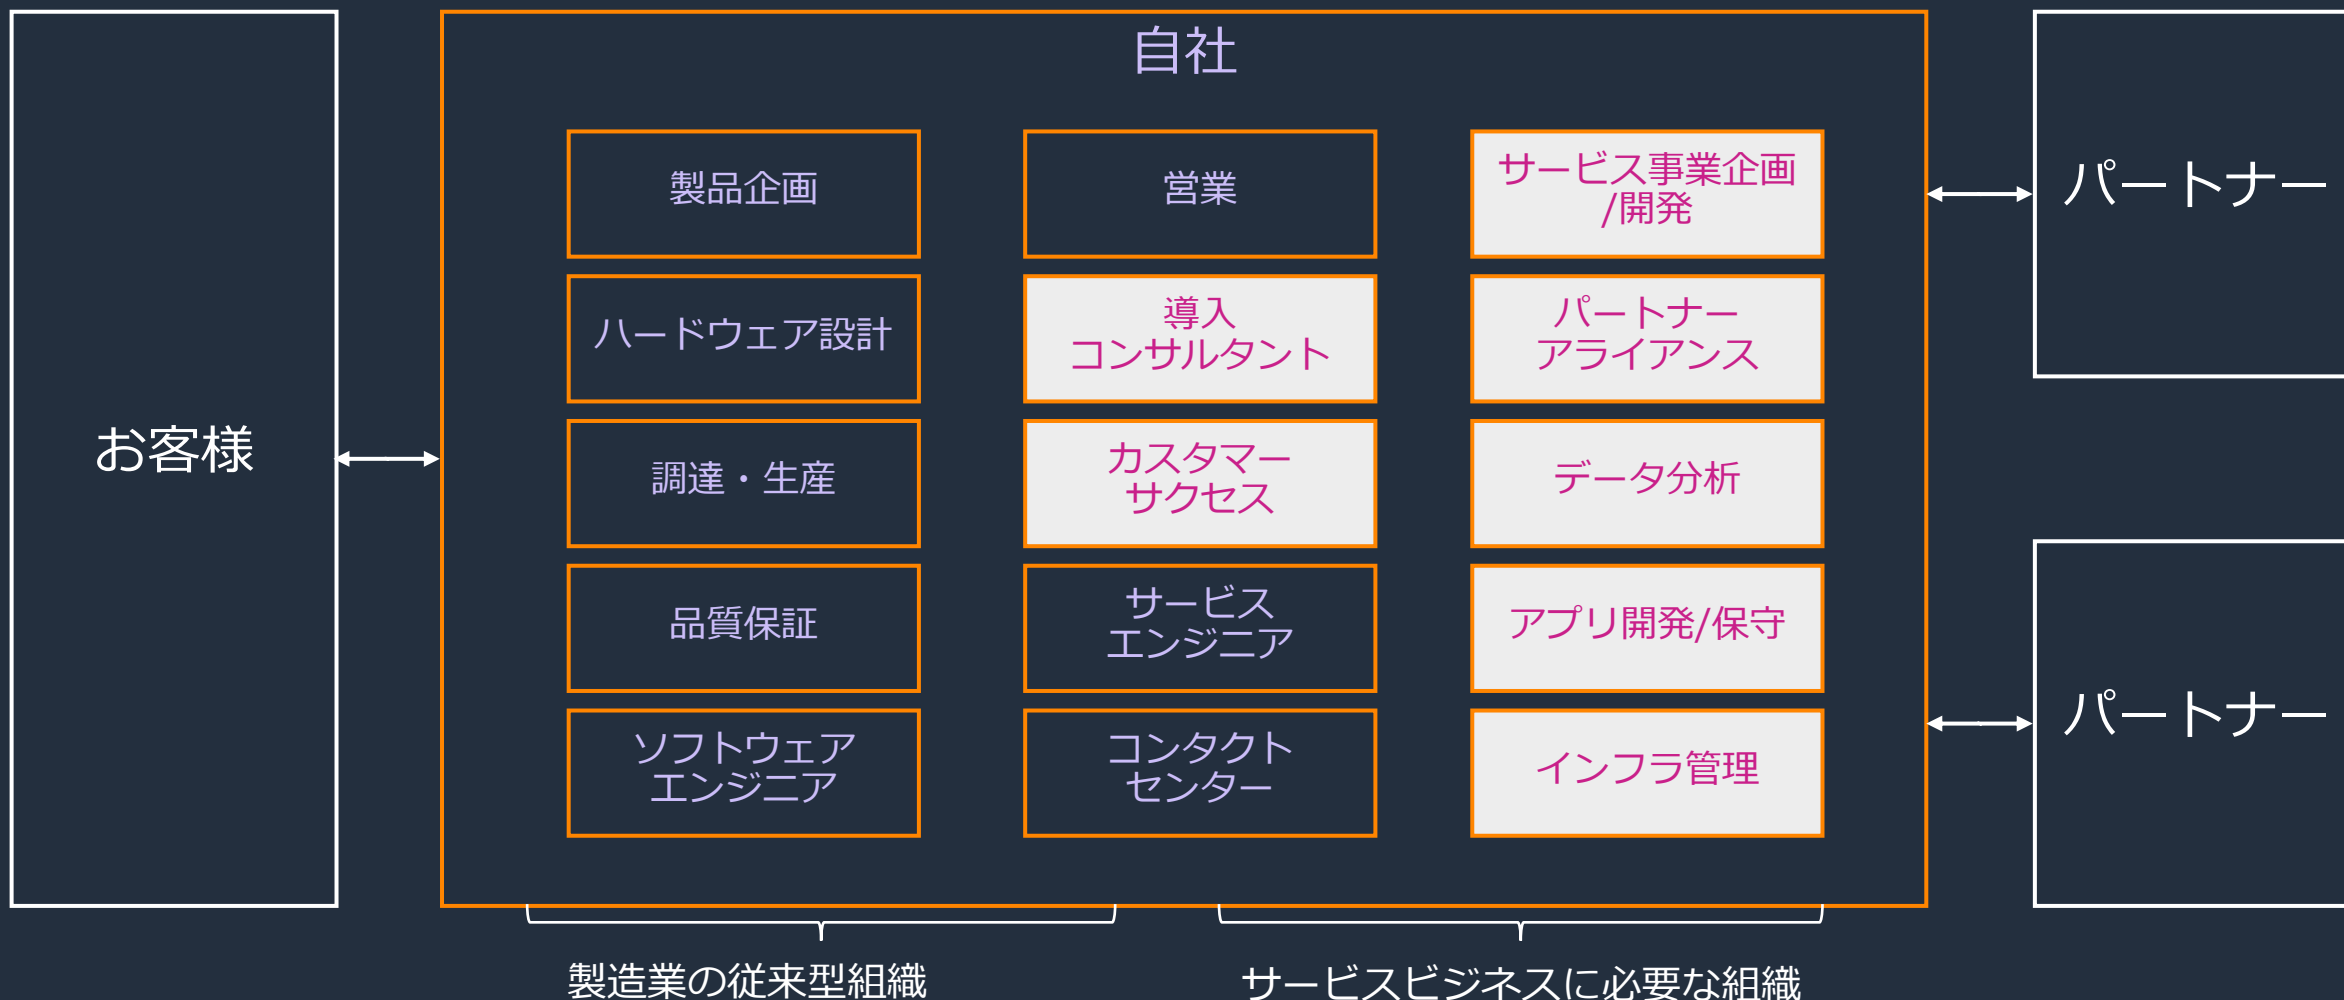 お客様
自社
製品企画
ハードウェア設計
調達・生産
品質保証
ソフトウェア
エンジニア
営業
導入
コンサルタント
カスタマー
サクセス
サービス
エンジニア
コンタクト
センター
サービス事業企画
/開発
パートナー
アライアンス
データ分析
アプリ開発/保守
インフラ管理
パートナー
パートナー
製造業の従来型組織
サービスビジネスに必要な組織